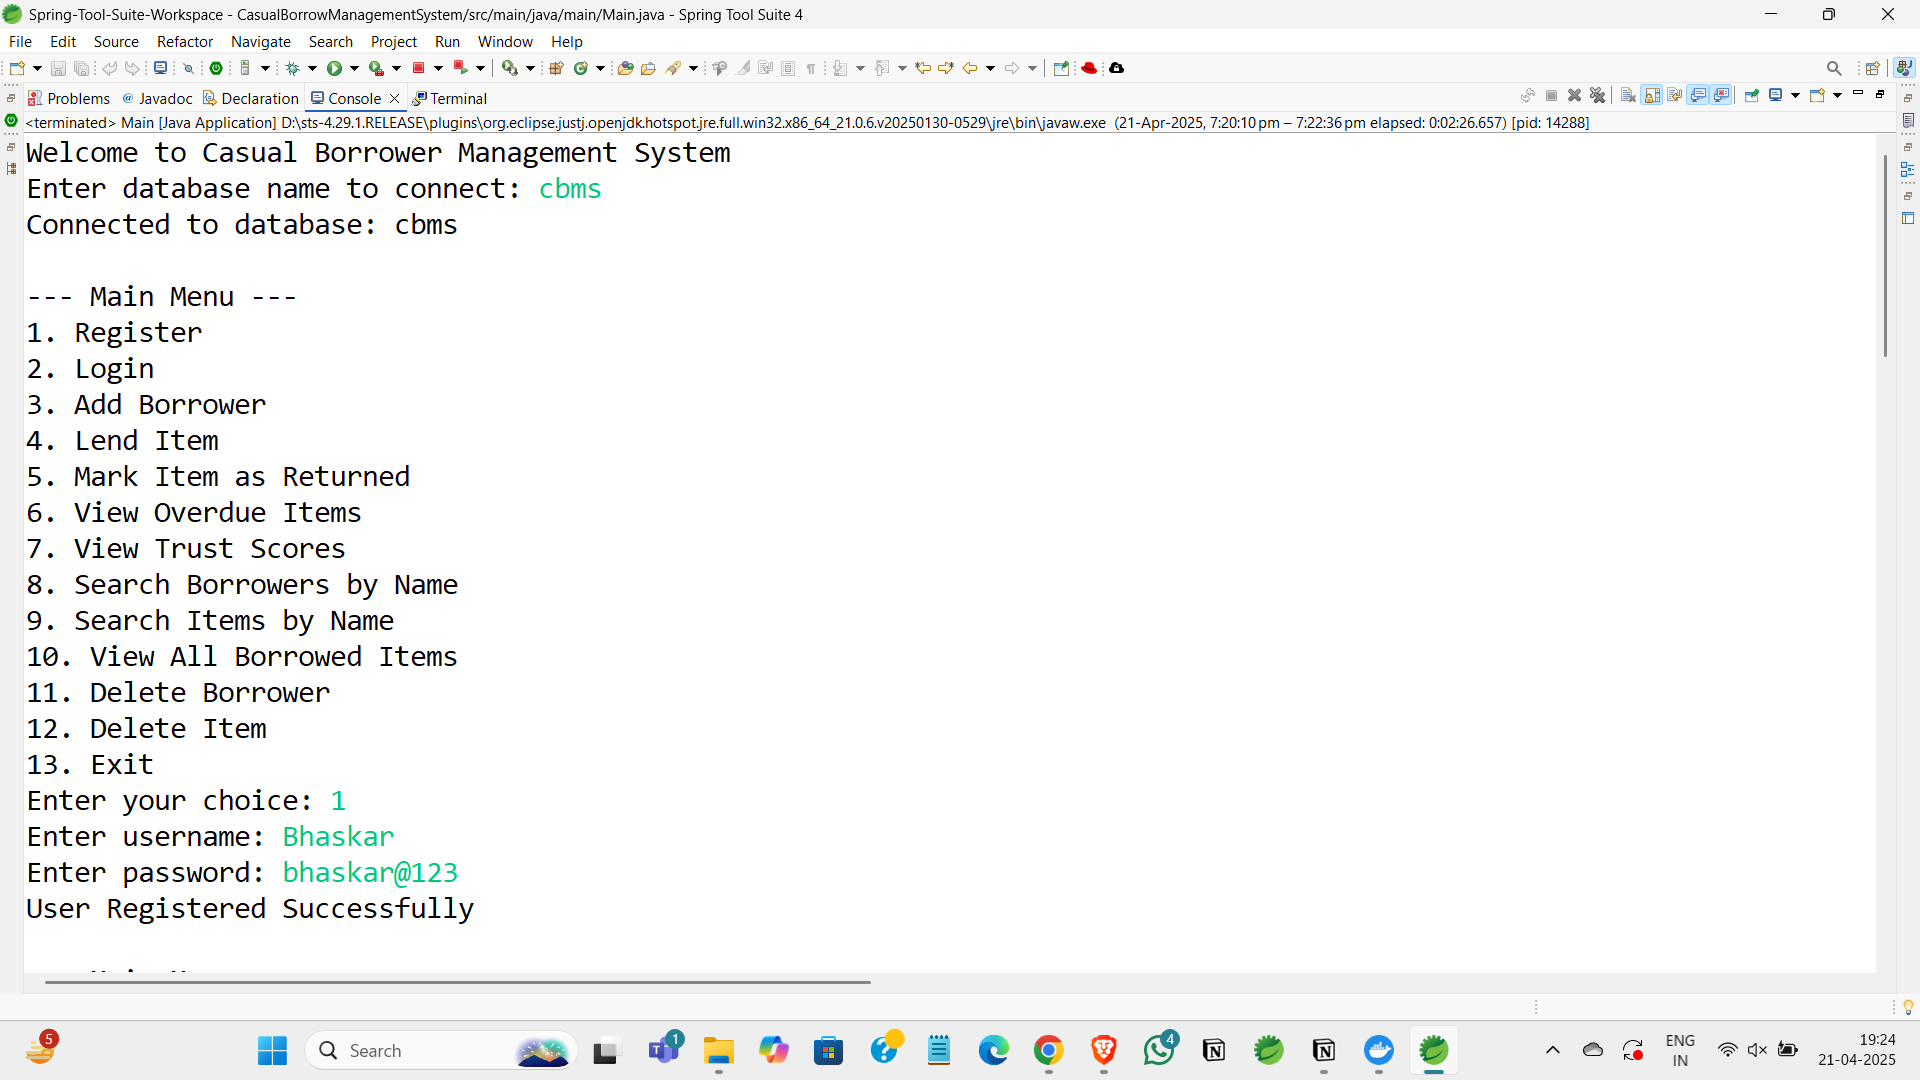 Spring-Tool-Suite-Workspace - CasualBorrowManagementSystem/src/main/java/main/Main.java - Spring Tool Suite 4
File Edit Source Refactor Navigate Search Project Run Window Help
Problems Javadoc Declaration Console Terminal
<terminated> Main [Java Application] D:\sts-4.29.1.RELEASE\plugins\org.eclipse.justj.openjdk.hotspot.jre.full.win32.x86_64_21.0.6.v20250130-0529\jre\bin\javaw.exe (21-Apr-2025, 7:20:10 pm – 7:22:36 pm elapsed: 0:02:26.657) [pid: 14288]
Welcome to Casual Borrower Management System
Enter database name to connect: cbms
Connected to database: cbms
--- Main Menu ---
1. Register
2. Login
3. Add Borrower
4. Lend Item
5. Mark Item as Returned
6. View Overdue Items
7. View Trust Scores
8. Search Borrowers by Name
9. Search Items by Name
10. View All Borrowed Items
11. Delete Borrower
12. Delete Item
13. Exit
Enter your choice: 1
Enter username: Bhaskar
Enter password: bhaskar@123
User Registered Successfully
5
Search
1
4
ENG
IN
19:24
21-04-2025